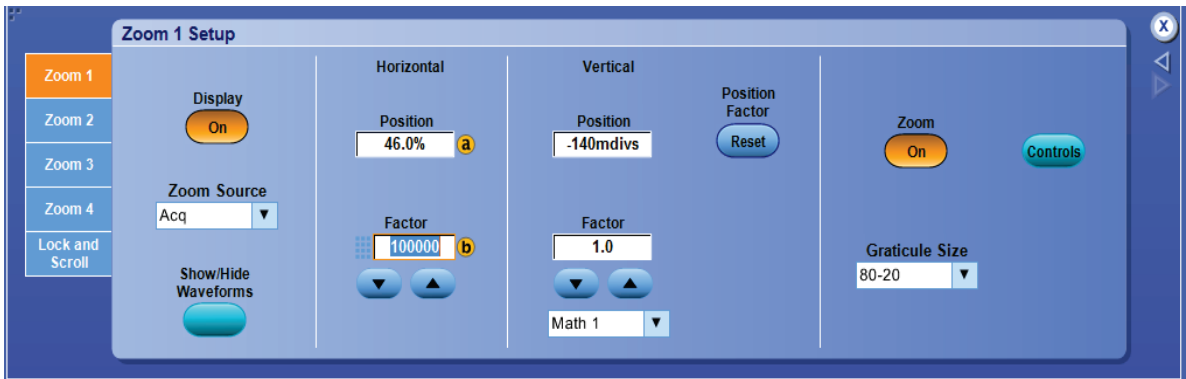 Zoom 1 Setup
X
Zoom 1
Zoom 2
Zoom 3
Zoom 4
Lock and
Scroll
Display
On
Zoom Source
Acq
Show/Hide
Waveforms
Horizontal
Position
46.0%
a
Factor
100000
b
Vertical
Position
-140mdivs
Factor
1.0
Math 1
Position
Factor
Reset
Zoom
On
Controls
Graticule Size
80-20